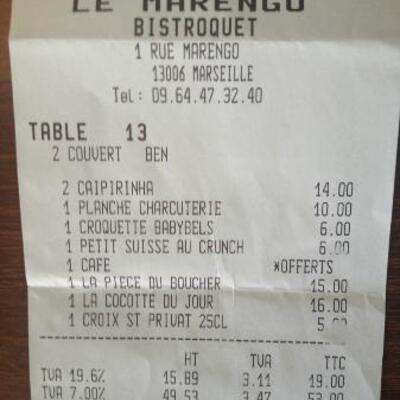 LE MARENGO
BISTROQUET
1 RUE MARENGO
13006 MARSEILLE
Tel: 09.64.47.32.40
TABLE 13
2 COUVERT BEN
2 CAIPIRINHA 14.00
1 PLANCHE CHARCUTERIE 10.00
1 CROQUETTE BABYBELS 6.00
1 PETIT SUISSE AU CRUNCH 6.00
1 CAFE *OFFERTS
1 LA PIECE DU BOUCHER 15.00
1 LA COCOTTE DU JOUR 16.00
1 CROIX ST PRIVAT 25CL
HT TVA TTC
TVA 19.6% 15.89 3.11 19.00
TVA 7.00% 49.53 3.47 53.00